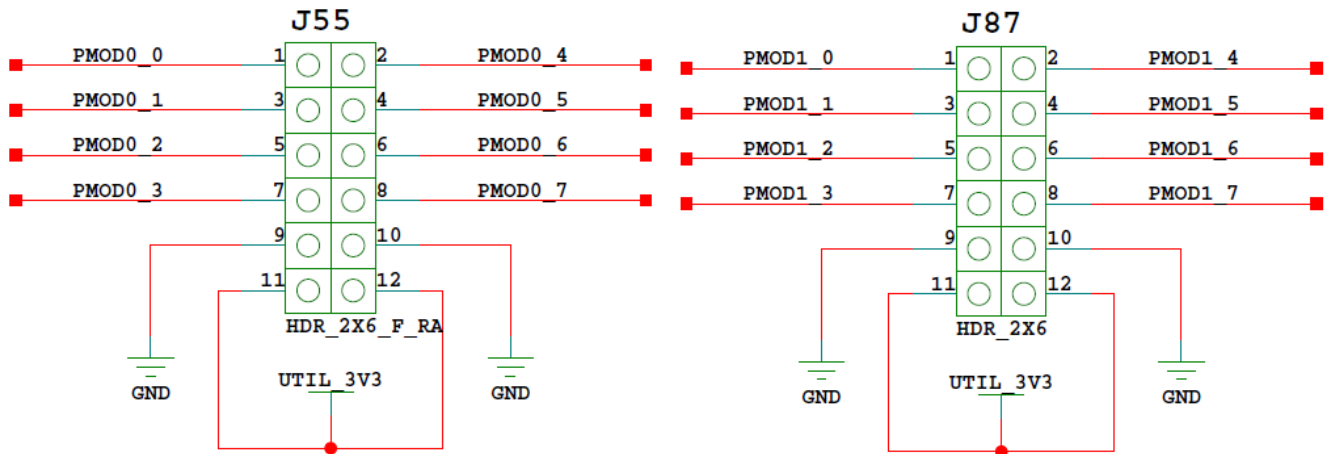 J55
PMOD0_0 1 2 PMOD0_4
PMOD0_1 3 4 PMOD0_5
PMOD0_2 5 6 PMOD0_6
PMOD0_3 7 8 PMOD0_7
9 10
11 12
HDR_2X6_F_RA
GND UTIL_3V3 GND
J87
PMOD1_0 1 2 PMOD1_4
PMOD1_1 3 4 PMOD1_5
PMOD1_2 5 6 PMOD1_6
PMOD1_3 7 8 PMOD1_7
9 10
11 12
HDR_2X6
GND UTIL_3V3 GND